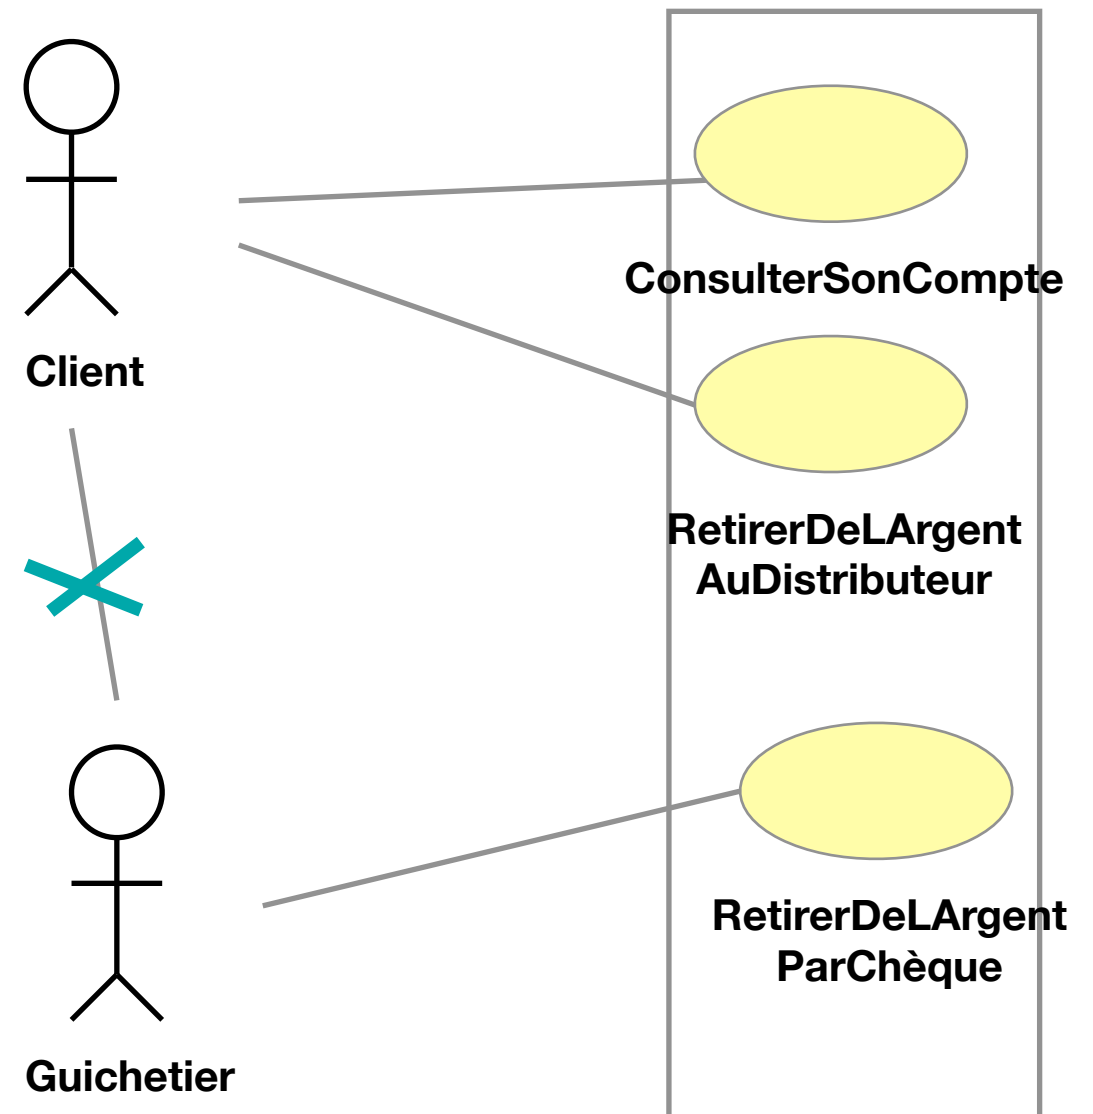 ConsulterSonCompte
Client
RetirerDeLArgent
AuDistributeur
RetirerDeLArgent
ParChèque
Guichetier